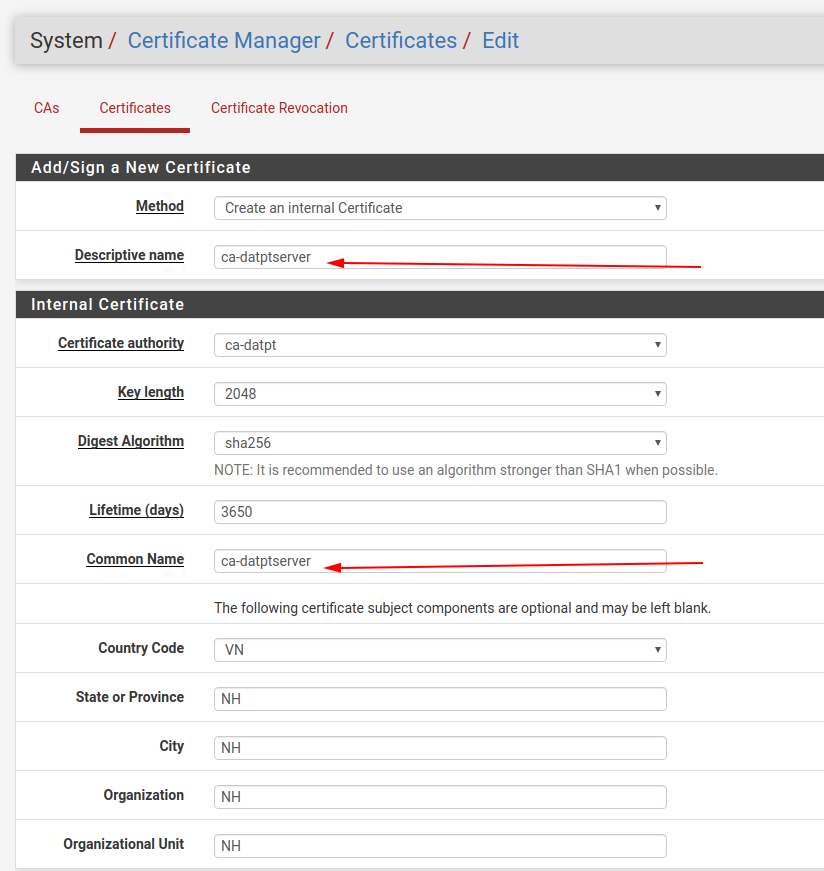 System / Certificate Manager / Certificates / Edit
CAs Certificates Certificate Revocation
Add/Sign a New Certificate
Method Create an internal Certificate
Descriptive name ca-datptserver
Internal Certificate
Certificate authority ca-datpt
Key length 2048
Digest Algorithm sha256
NOTE: It is recommended to use an algorithm stronger than SHA1 when possible.
Lifetime (days) 3650
Common Name ca-datptserver
The following certificate subject components are optional and may be left blank.
Country Code VN
State or Province NH
City NH
Organization NH
Organizational Unit NH